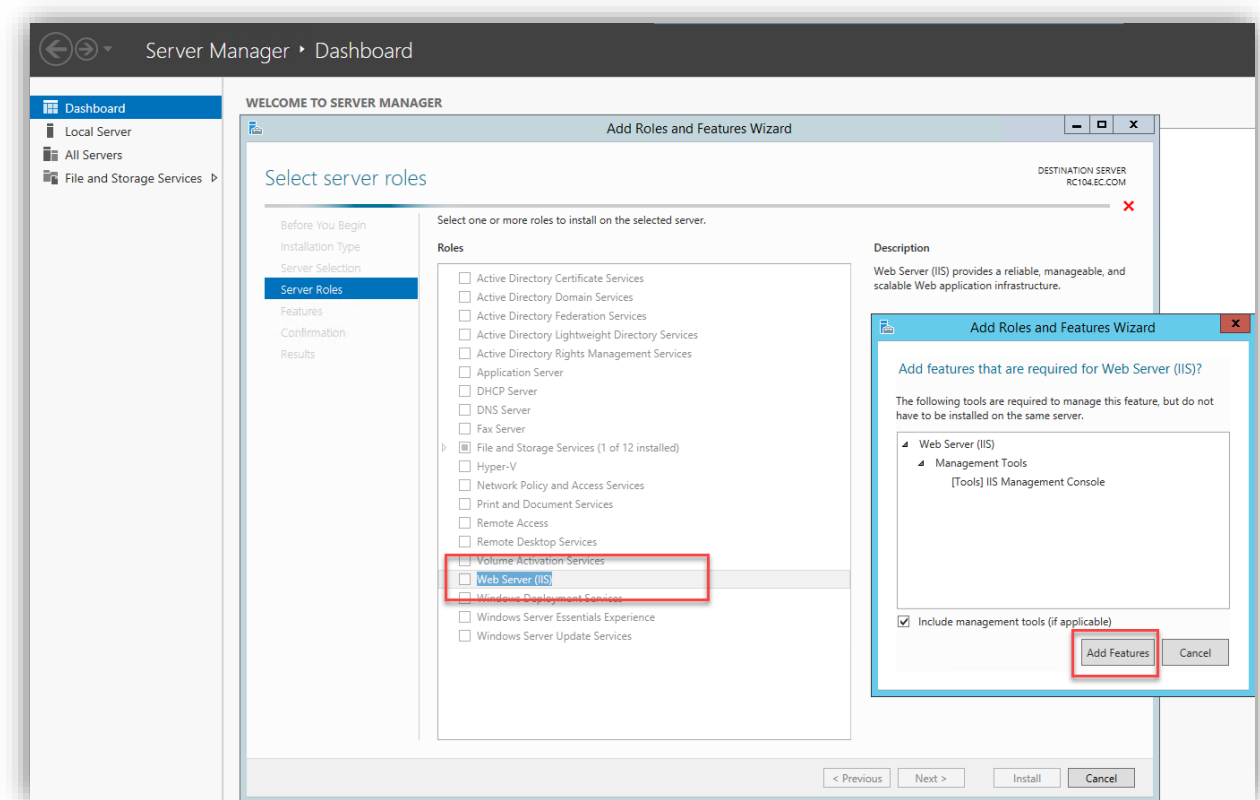 Server Manager ‣ Dashboard
Dashboard
Local Server
All Servers
File and Storage Services
WELCOME TO SERVER MANAGER
Add Roles and Features Wizard
Select server roles
DESTINATION SERVER
RC104.EC.COM
Before You Begin
Installation Type
Server Selection
Server Roles
Features
Confirmation
Results
Select one or more roles to install on the selected server.
Roles
Active Directory Certificate Services
Active Directory Domain Services
Active Directory Federation Services
Active Directory Lightweight Directory Services
Active Directory Rights Management Services
Application Server
DHCP Server
DNS Server
Fax Server
File and Storage Services (1 of 12 installed)
Hyper-V
Network Policy and Access Services
Print and Document Services
Remote Access
Remote Desktop Services
Volume Activation Services
Web Server (IIS)
Windows Deployment Services
Windows Server Essentials Experience
Windows Server Update Services
Description
Web Server (IIS) provides a reliable, manageable, and
scalable Web application infrastructure.
Add Roles and Features Wizard
Add features that are required for Web Server (IIS)?
The following tools are required to manage this feature, but do not
have to be installed on the same server.
Web Server (IIS)
Management Tools
[Tools] IIS Management Console
Include management tools (if applicable)
Add Features
Cancel
< Previous
Next >
Install
Cancel